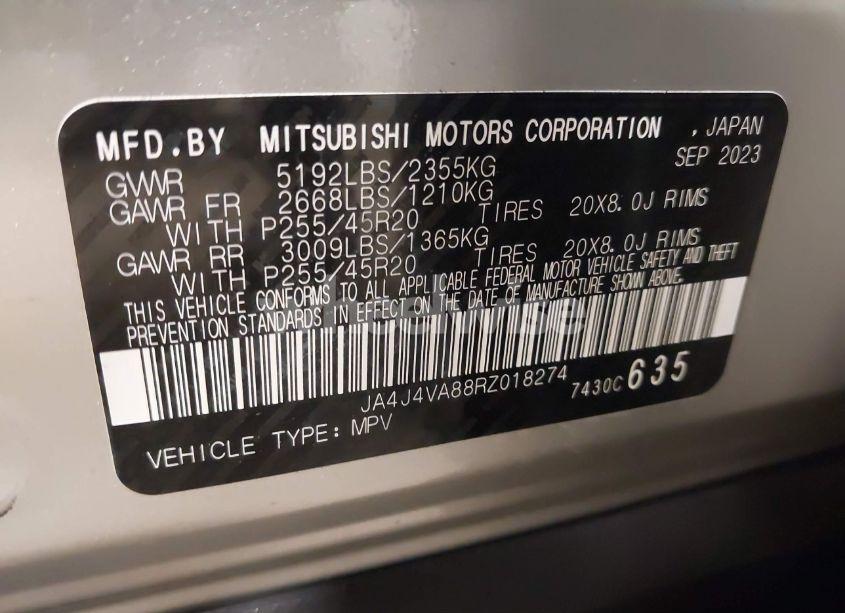 MFD.BY MITSUBISHI MOTORS CORPORATION , JAPAN
SEP 2023
GVWR 5192LBS/2355KG
GAWR FR 2668LBS/1210KG
WITH P255/45R20 TIRES 20X8.0J RIMS
GAWR RR 3009LBS/1365KG
WITH P255/45R20 TIRES 20X8.0J RIMS
THIS VEHICLE CONFORMS TO ALL APPLICABLE FEDERAL MOTOR VEHICLE SAFETY AND THEFT
PREVENTION STANDARDS IN EFFECT ON THE DATE OF MANUFACTURE SHOWN ABOVE.
JA4J4VA88RZ018274
7430C 635
VEHICLE TYPE: MPV